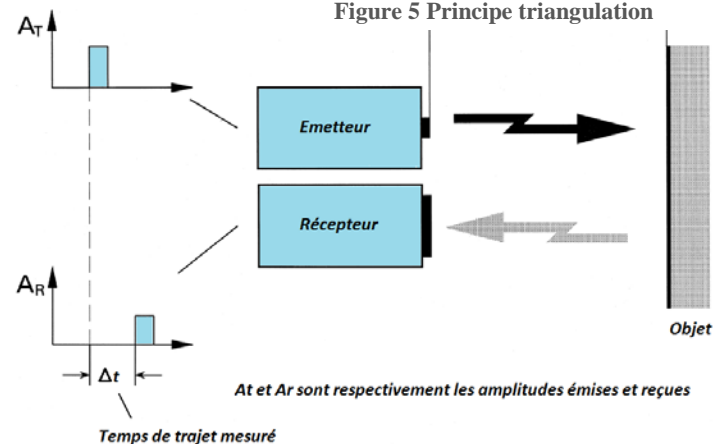 Figure 5 Principe triangulation
A_T
Emetteur
Récepteur
A_R
Objet
Δt
At et Ar sont respectivement les amplitudes émises et reçues
Temps de trajet mesuré